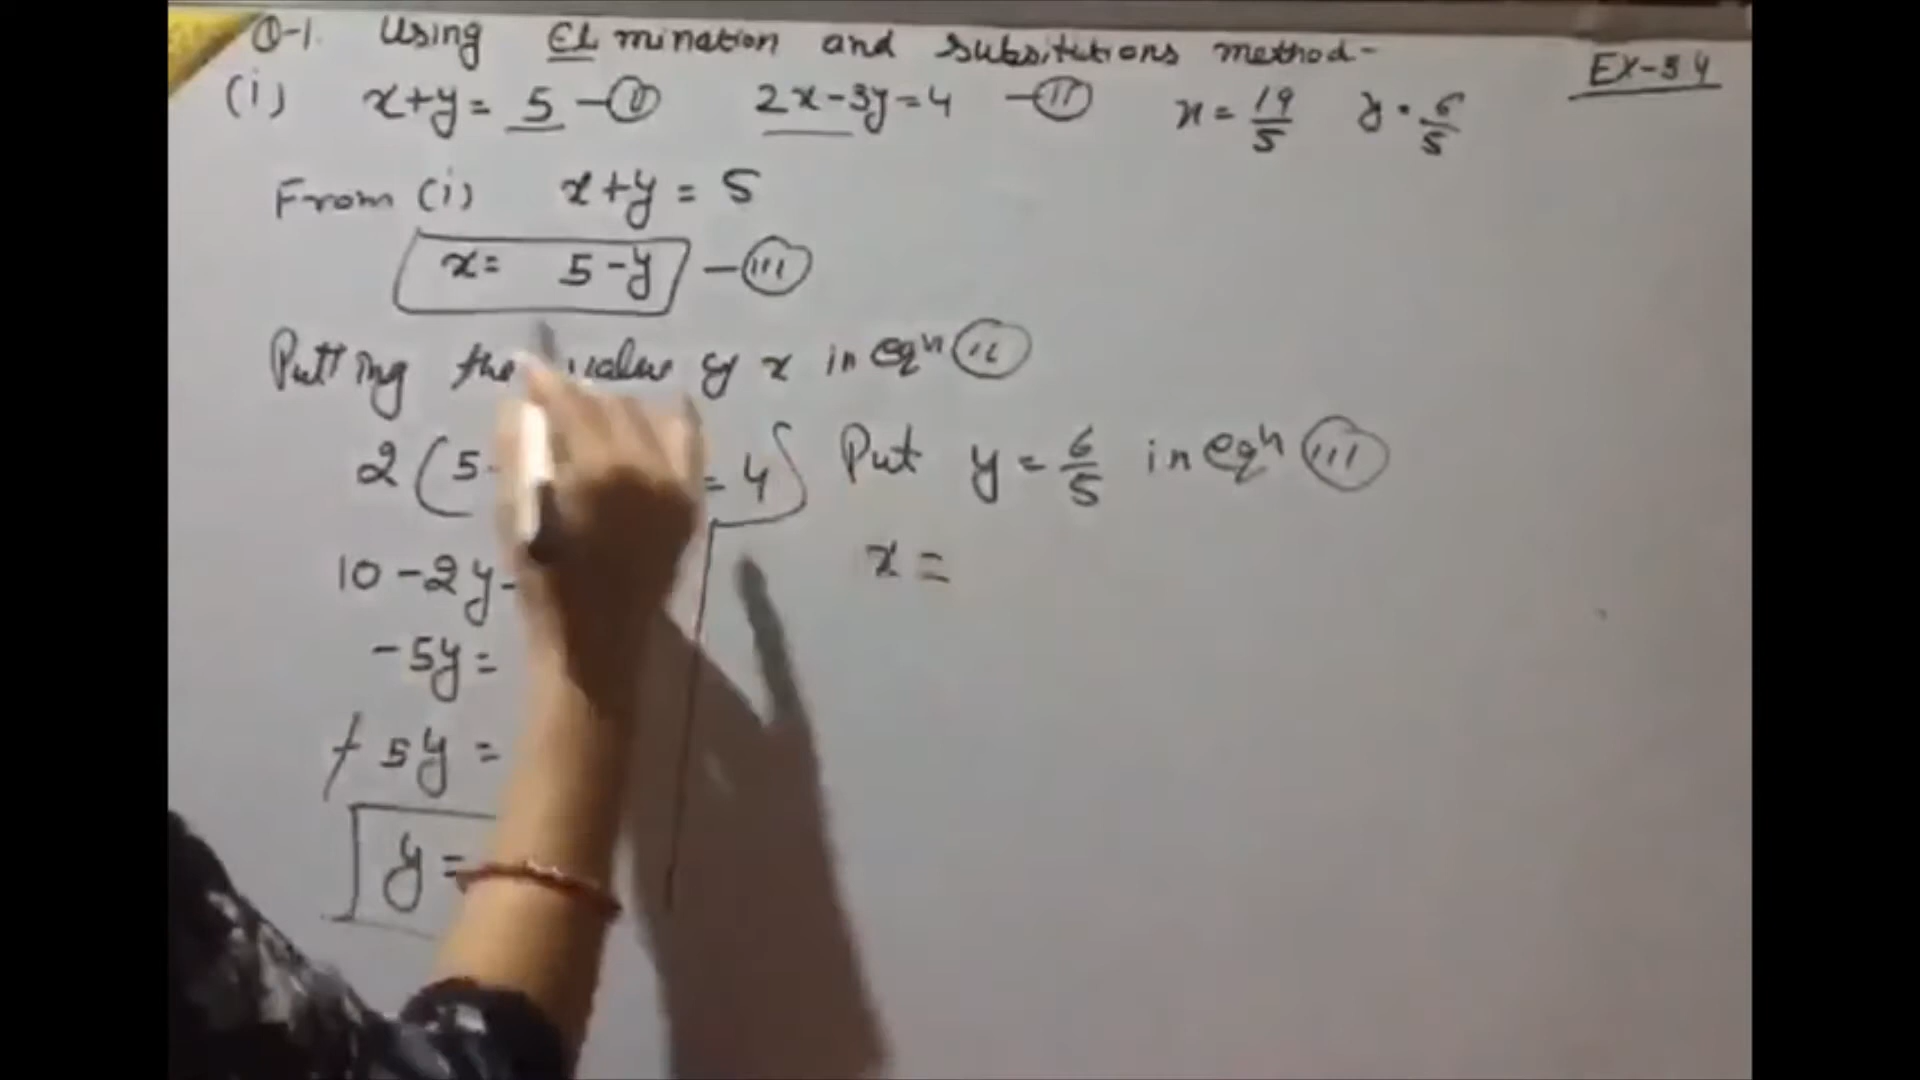 Q-1. Using ELmination and subsitutions method-
EX-3.4
(i) x+y= 5 -(i) 2x-3y=4 -(ii) x = 19/5 y = 6/5
From (i) x+y = 5
x= 5-y -(iii)
Putting the value of x in eqn (ii)
2(5- = 4
10-2y-
-5y=
-5y =
y=
Put y = 6/5 in eqn (iii)
x =